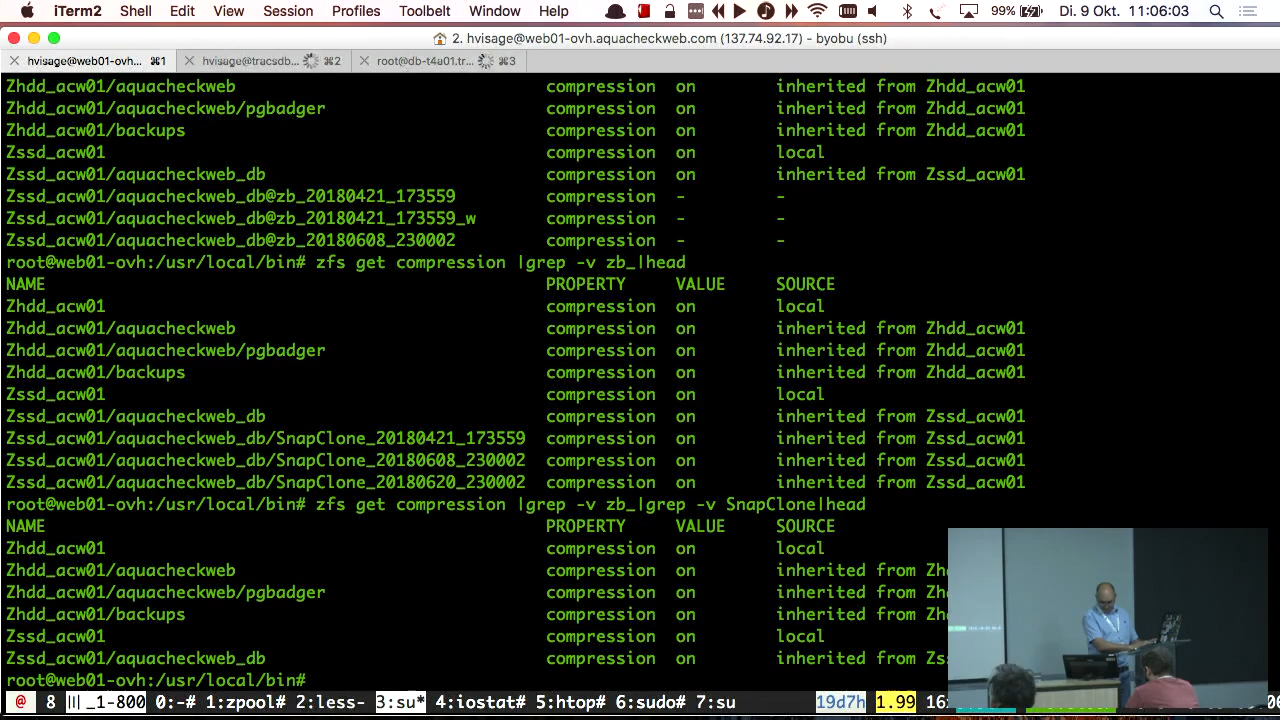 iTerm2 Shell Edit View Session Profiles Toolbelt Window Help 99% Di. 9 Okt. 11:06:03
2. hvisage@web01-ovh.aquacheckweb.com (137.74.92.17) - byobu (ssh)
hvisage@web01-ovh... ⌘1 hvisage@tracsdb... ⌘2 root@db-t4a01.tr... ⌘3
Zhdd_acw01/aquacheckweb compression on inherited from Zhdd_acw01
Zhdd_acw01/aquacheckweb/pgbadger compression on inherited from Zhdd_acw01
Zhdd_acw01/backups compression on inherited from Zhdd_acw01
Zssd_acw01 compression on local
Zssd_acw01/aquacheckweb_db compression on inherited from Zssd_acw01
Zssd_acw01/aquacheckweb_db@zb_20180421_173559 compression - -
Zssd_acw01/aquacheckweb_db@zb_20180421_173559_w compression - -
Zssd_acw01/aquacheckweb_db@zb_20180608_230002 compression - -
root@web01-ovh:/usr/local/bin# zfs get compression |grep -v zb_|head
NAME PROPERTY VALUE SOURCE
Zhdd_acw01 compression on local
Zhdd_acw01/aquacheckweb compression on inherited from Zhdd_acw01
Zhdd_acw01/aquacheckweb/pgbadger compression on inherited from Zhdd_acw01
Zhdd_acw01/backups compression on inherited from Zhdd_acw01
Zssd_acw01 compression on local
Zssd_acw01/aquacheckweb_db compression on inherited from Zssd_acw01
Zssd_acw01/aquacheckweb_db/SnapClone_20180421_173559 compression on inherited from Zssd_acw01
Zssd_acw01/aquacheckweb_db/SnapClone_20180608_230002 compression on inherited from Zssd_acw01
Zssd_acw01/aquacheckweb_db/SnapClone_20180620_230002 compression on inherited from Zssd_acw01
root@web01-ovh:/usr/local/bin# zfs get compression |grep -v zb_|grep -v SnapClone|head
NAME PROPERTY VALUE SOURCE
Zhdd_acw01 compression on local
Zhdd_acw01/aquacheckweb compression on inherited from Zh
Zhdd_acw01/aquacheckweb/pgbadger compression on inherited from Zh
Zhdd_acw01/backups compression on inherited from Zh
Zssd_acw01 compression on local
Zssd_acw01/aquacheckweb_db compression on inherited from Zs
root@web01-ovh:/usr/local/bin#
@ 8 _1-800 0:-# 1:zpool# 2:less- 3:su* 4:iostat# 5:htop# 6:sudo# 7:su 19d7h 1.99 16